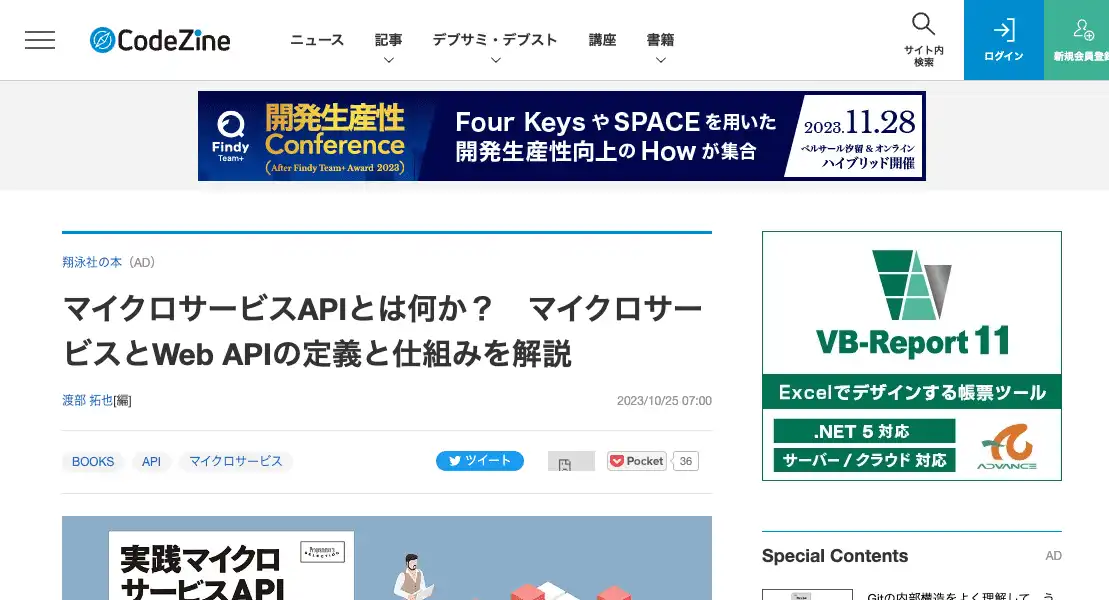 CodeZine
ニュース
記事
デブサミ・デブスト
講座
書籍
サイト内
検索
ログイン
新規会員登録
Findy
Team+
開発生産性
Conference
(After Findy Team+ Award 2023)
Four Keys や SPACE を用いた
開発生産性向上の How が集合
2023.11.28
ベルサール汐留 & オンライン
ハイブリッド開催
翔泳社の本（AD）
マイクロサービスAPIとは何か？　マイクロサー
ビスとWeb APIの定義と仕組みを解説
渡部 拓也[編]
2023/10/25 07:00
BOOKS
API
マイクロサービス
ツイート
Pocket
36
実践マイクロ
サービスAPI
VB-Report 11
Excelでデザインする帳票ツール
.NET 5 対応
サーバー / クラウド 対応
ADVANCE
Special Contents
AD
Gitの内部構造をよく理解して、う